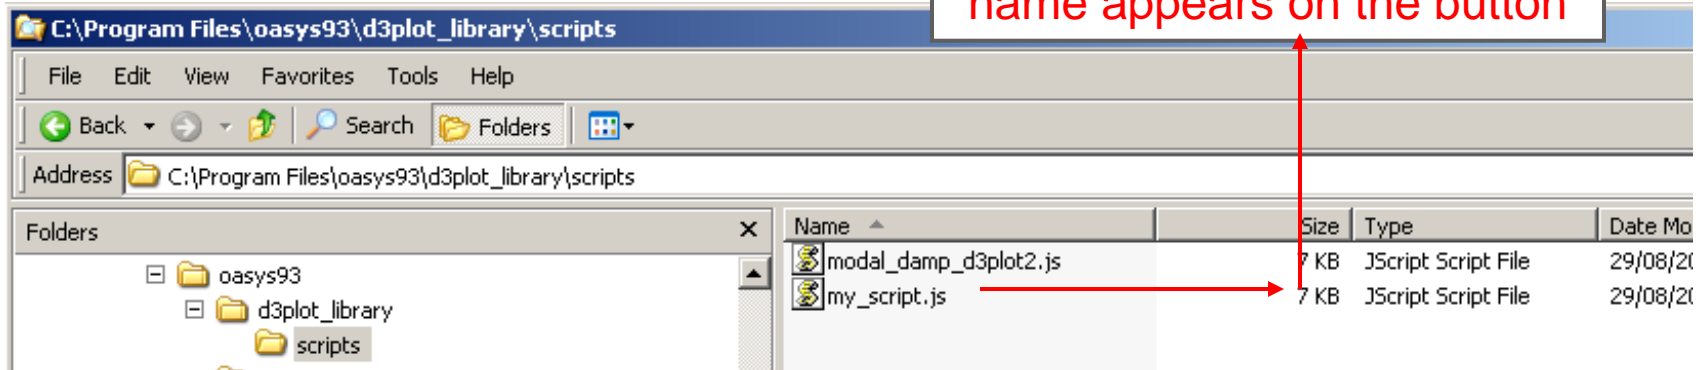 name appears on the button
C:\Program Files\oasys93\d3plot_library\scripts
File Edit View Favorites Tools Help
Back Search Folders
Address C:\Program Files\oasys93\d3plot_library\scripts
Folders
Name Size Type Date Mo
modal_damp_d3plot2.js 7 KB JScript Script File 29/08/20
my_script.js 7 KB JScript Script File 29/08/20
oasys93
d3plot_library
scripts